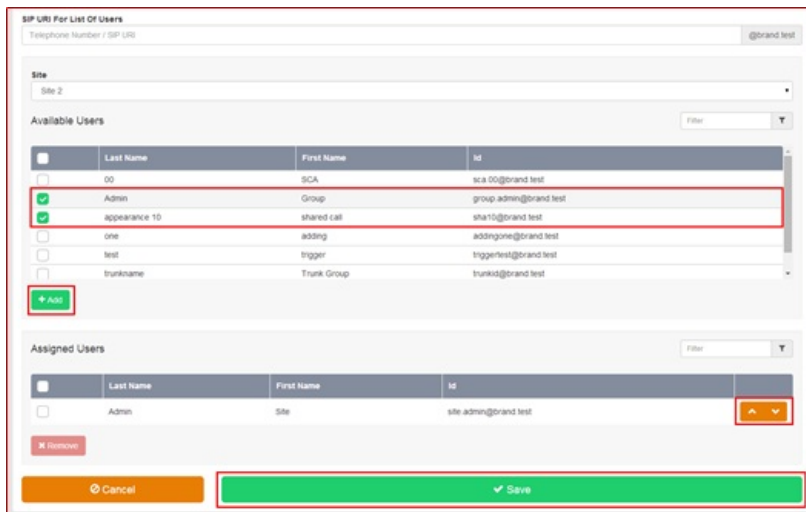 SIP URI For List Of Users
Telephone Number / SIP URI @brand.test
Site
Site 2
Available Users Filter
Last Name First Name Id
00 SCA sca.00@brand.test
Admin Group group.admin@brand.test
appearance 10 shared call sha10@brand.test
one adding addingone@brand.test
test trigger triggertest@brand.test
trunkname Trunk Group trunkid@brand.test
+ Add
Assigned Users Filter
Last Name First Name Id
Admin Site site.admin@brand.test
Remove
Cancel Save